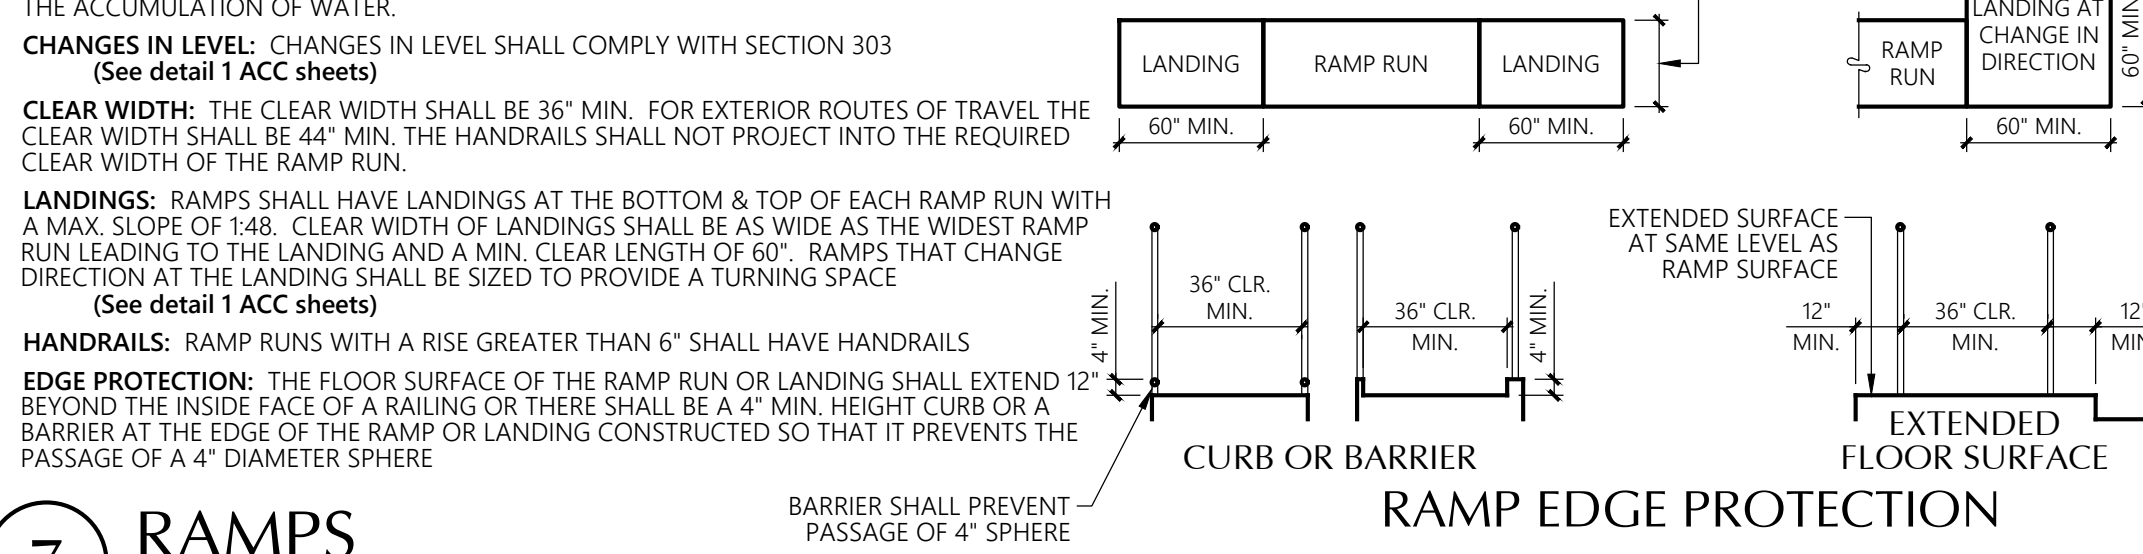 THE ACCUMULATION OF WATER.
CHANGES IN LEVEL: CHANGES IN LEVEL SHALL COMPLY WITH SECTION 303
(See detail 1 ACC sheets)
CLEAR WIDTH: THE CLEAR WIDTH SHALL BE 36" MIN. FOR EXTERIOR ROUTES OF TRAVEL THE
CLEAR WIDTH SHALL BE 44" MIN. THE HANDRAILS SHALL NOT PROJECT INTO THE REQUIRED
CLEAR WIDTH OF THE RAMP RUN.
LANDINGS: RAMPS SHALL HAVE LANDINGS AT THE BOTTOM & TOP OF EACH RAMP RUN WITH
A MAX. SLOPE OF 1:48. CLEAR WIDTH OF LANDINGS SHALL BE AS WIDE AS THE WIDEST RAMP
RUN LEADING TO THE LANDING AND A MIN. CLEAR LENGTH OF 60". RAMPS THAT CHANGE
DIRECTION AT THE LANDING SHALL BE SIZED TO PROVIDE A TURNING SPACE
(See detail 1 ACC sheets)
HANDRAILS: RAMP RUNS WITH A RISE GREATER THAN 6" SHALL HAVE HANDRAILS
EDGE PROTECTION: THE FLOOR SURFACE OF THE RAMP RUN OR LANDING SHALL EXTEND 12"
BEYOND THE INSIDE FACE OF A RAILING OR THERE SHALL BE A 4" MIN. HEIGHT CURB OR A
BARRIER AT THE EDGE OF THE RAMP OR LANDING CONSTRUCTED SO THAT IT PREVENTS THE
PASSAGE OF A 4" DIAMETER SPHERE
7
RAMPS
LANDING
RAMP RUN
LANDING
60" MIN.
60" MIN.
RAMP
RUN
LANDING AT
CHANGE IN
DIRECTION
60" MIN
60" MIN.
4" MIN.
36" CLR.
MIN.
36" CLR.
MIN.
4" MIN.
CURB OR BARRIER
BARRIER SHALL PREVENT
PASSAGE OF 4" SPHERE
EXTENDED SURFACE
AT SAME LEVEL AS
RAMP SURFACE
12"
MIN.
36" CLR.
MIN.
12"
MIN
EXTENDED
FLOOR SURFACE
RAMP EDGE PROTECTION